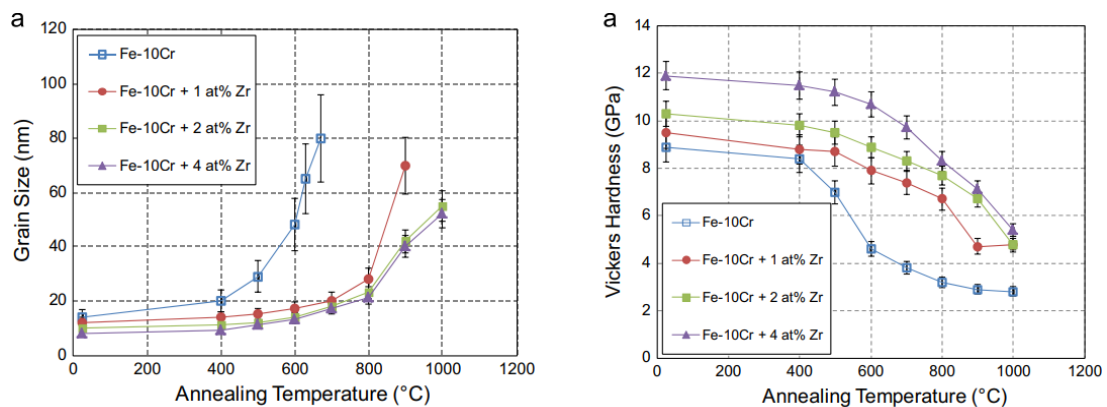 a
120
100
80
60
40
20
0
Grain Size (nm)
Fe-10Cr
Fe-10Cr + 1 at% Zr
Fe-10Cr + 2 at% Zr
Fe-10Cr + 4 at% Zr
0 200 400 600 800 1000 1200
Annealing Temperature (°C)
a
14
12
10
8
6
4
2
0
Vickers Hardness (GPa)
Fe-10Cr
Fe-10Cr + 1 at% Zr
Fe-10Cr + 2 at% Zr
Fe-10Cr + 4 at% Zr
0 200 400 600 800 1000 1200
Annealing Temperature (°C)